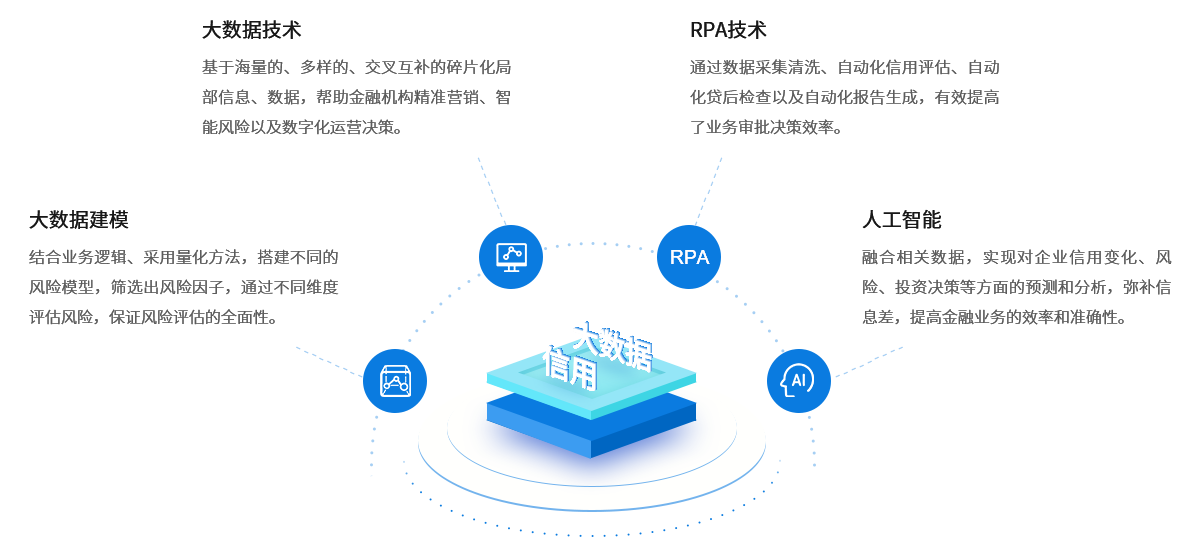 大数据技术
基于海量的、多样的、交叉互补的碎片化局
部信息、数据，帮助金融机构精准营销、智
能风险以及数字化运营决策。
RPA技术
通过数据采集清洗、自动化信用评估、自动
化贷后检查以及自动化报告生成，有效提高
了业务审批决策效率。
大数据建模
结合业务逻辑、采用量化方法，搭建不同的
风险模型，筛选出风险因子，通过不同维度
评估风险，保证风险评估的全面性。
人工智能
融合相关数据，实现对企业信用变化、风
险、投资决策等方面的预测和分析，弥补信
息差，提高金融业务的效率和准确性。
RPA
AI
大数据
信用